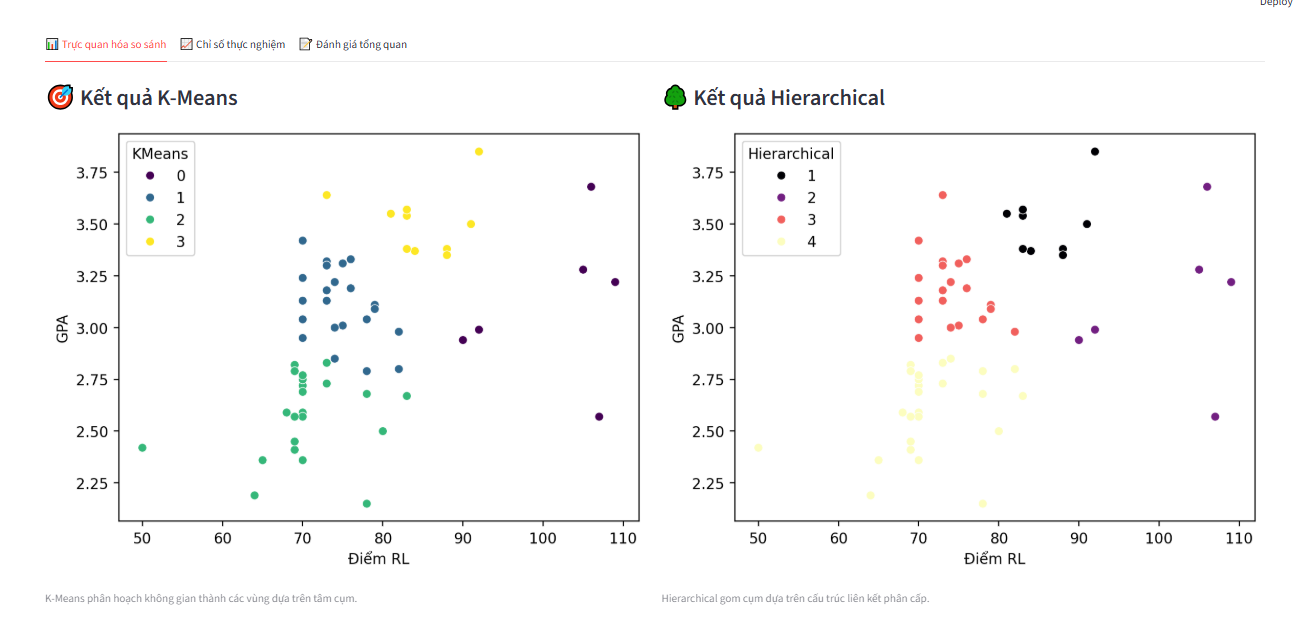 Deploy
Trực quan hóa so sánh Chỉ số thực nghiệm Đánh giá tổng quan
Kết quả K-Means
KMeans
0
1
2
3
3.75
3.50
3.25
3.00
2.75
2.50
2.25
GPA
50 60 70 80 90 100 110
Điểm RL
K-Means phân hoạch không gian thành các vùng dựa trên tâm cụm.
Kết quả Hierarchical
Hierarchical
1
2
3
4
3.75
3.50
3.25
3.00
2.75
2.50
2.25
GPA
50 60 70 80 90 100 110
Điểm RL
Hierarchical gom cụm dựa trên cấu trúc liên kết phân cấp.